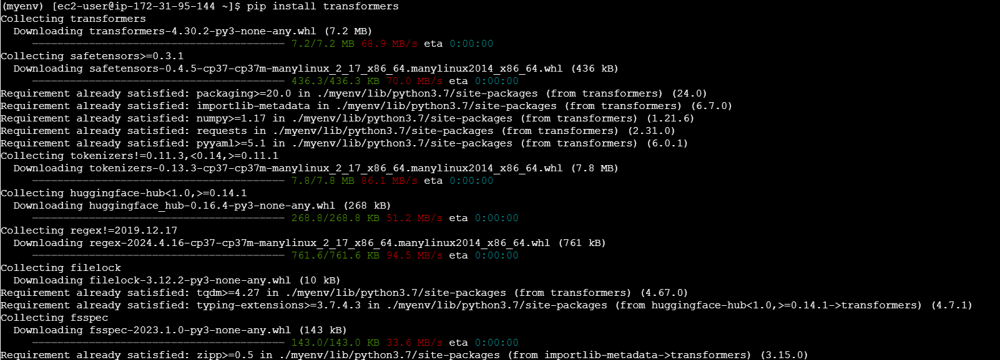 (myenv) [ec2-user@ip-172-31-95-144 ~]$ pip install transformers
Collecting transformers
  Downloading transformers-4.30.2-py3-none-any.whl (7.2 MB)
     ──────────────────────────────────────── 7.2/7.2 MB 68.9 MB/s eta 0:00:00
Collecting safetensors>=0.3.1
  Downloading safetensors-0.4.5-cp37-cp37m-manylinux_2_17_x86_64.manylinux2014_x86_64.whl (436 kB)
     ──────────────────────────────────────── 436.3/436.3 KB 70.0 MB/s eta 0:00:00
Requirement already satisfied: packaging>=20.0 in ./myenv/lib/python3.7/site-packages (from transformers) (24.0)
Requirement already satisfied: importlib-metadata in ./myenv/lib/python3.7/site-packages (from transformers) (6.7.0)
Requirement already satisfied: numpy>=1.17 in ./myenv/lib/python3.7/site-packages (from transformers) (1.21.6)
Requirement already satisfied: requests in ./myenv/lib/python3.7/site-packages (from transformers) (2.31.0)
Requirement already satisfied: pyyaml>=5.1 in ./myenv/lib/python3.7/site-packages (from transformers) (6.0.1)
Collecting tokenizers!=0.11.3,<0.14,>=0.11.1
  Downloading tokenizers-0.13.3-cp37-cp37m-manylinux_2_17_x86_64.manylinux2014_x86_64.whl (7.8 MB)
     ──────────────────────────────────────── 7.8/7.8 MB 86.1 MB/s eta 0:00:00
Collecting huggingface-hub<1.0,>=0.14.1
  Downloading huggingface_hub-0.16.4-py3-none-any.whl (268 kB)
     ──────────────────────────────────────── 268.8/268.8 KB 51.2 MB/s eta 0:00:00
Collecting regex!=2019.12.17
  Downloading regex-2024.4.16-cp37-cp37m-manylinux_2_17_x86_64.manylinux2014_x86_64.whl (761 kB)
     ──────────────────────────────────────── 761.6/761.6 KB 94.5 MB/s eta 0:00:00
Collecting filelock
  Downloading filelock-3.12.2-py3-none-any.whl (10 kB)
Requirement already satisfied: tqdm>=4.27 in ./myenv/lib/python3.7/site-packages (from transformers) (4.67.0)
Requirement already satisfied: typing-extensions>=3.7.4.3 in ./myenv/lib/python3.7/site-packages (from huggingface-hub<1.0,>=0.14.1->transformers) (4.7.1)
Collecting fsspec
  Downloading fsspec-2023.1.0-py3-none-any.whl (143 kB)
     ──────────────────────────────────────── 143.0/143.0 KB 33.6 MB/s eta 0:00:00
Requirement already satisfied: zipp>=0.5 in ./myenv/lib/python3.7/site-packages (from importlib-metadata->transformers) (3.15.0)